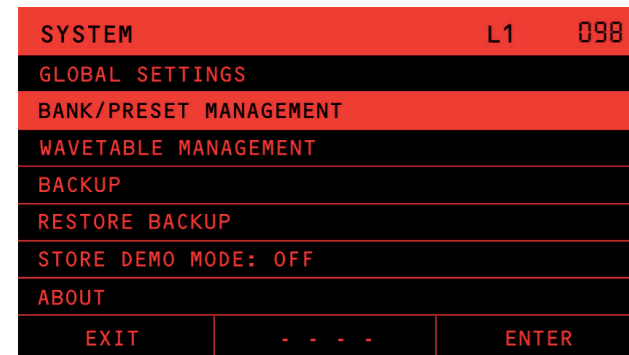 SYSTEM L1 098
GLOBAL SETTINGS
BANK/PRESET MANAGEMENT
WAVETABLE MANAGEMENT
BACKUP
RESTORE BACKUP
STORE DEMO MODE: OFF
ABOUT
EXIT - - - - ENTER